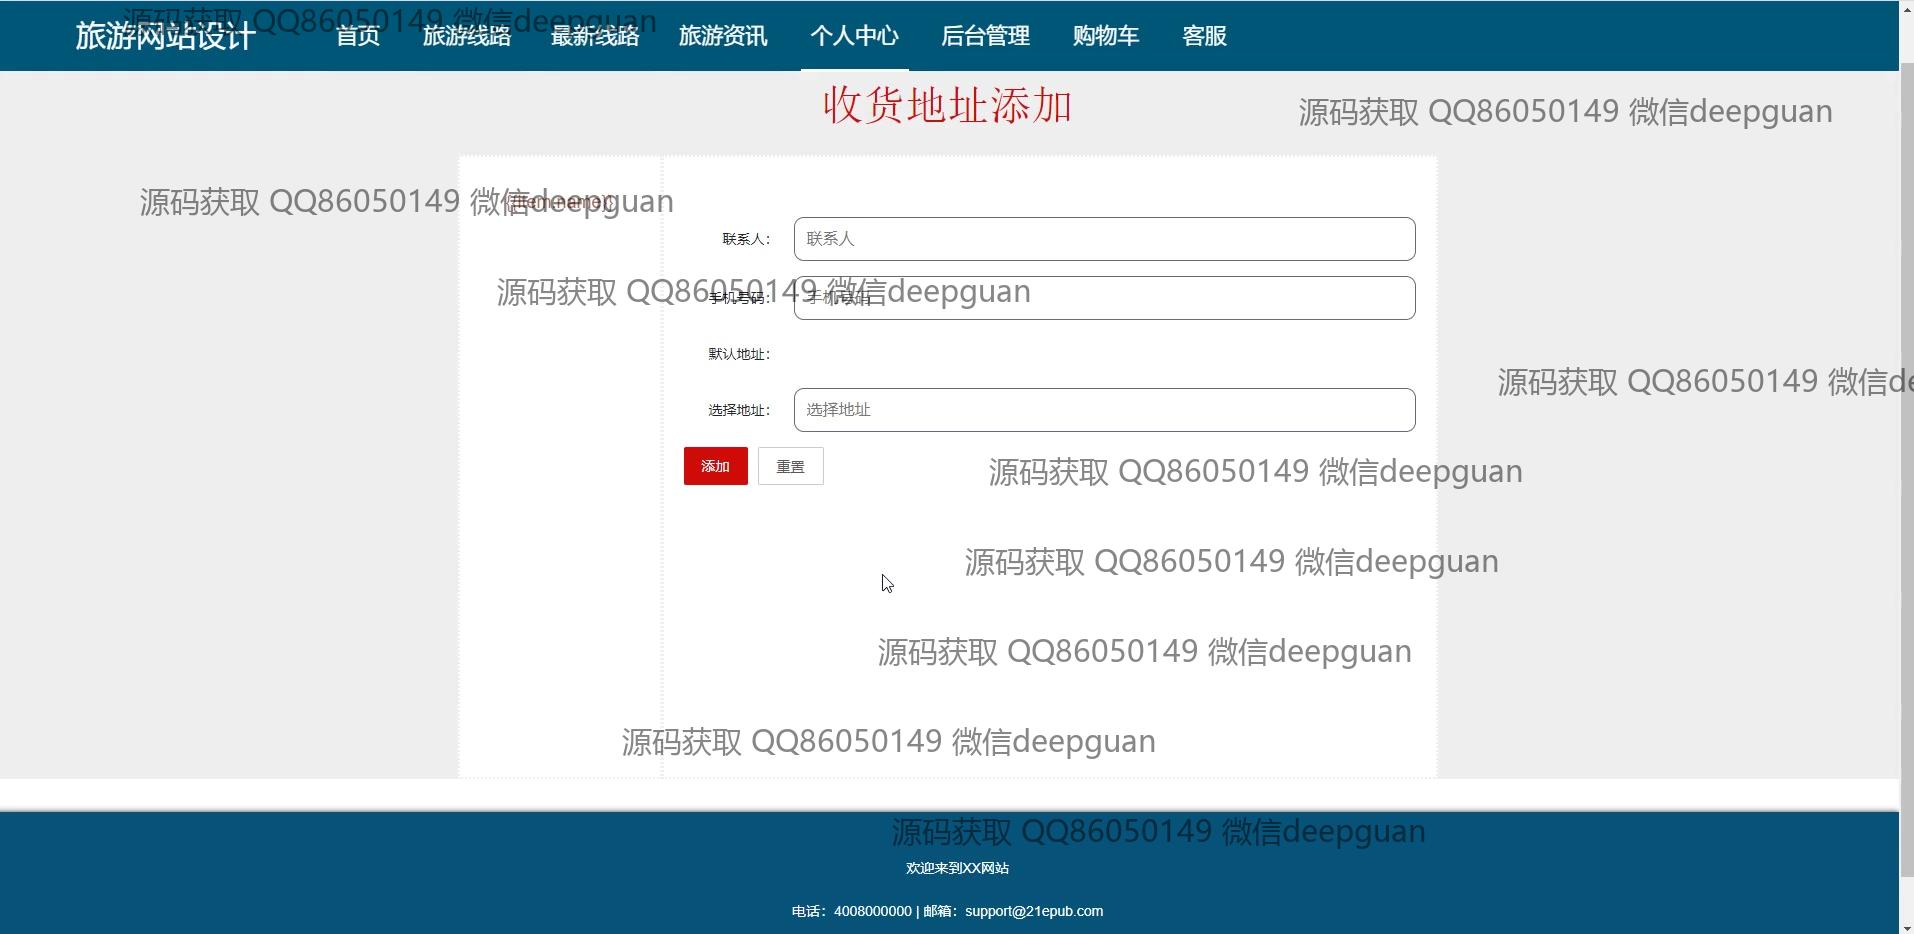 旅游网站设计 首页 旅游线路 最新线路 旅游资讯 个人中心 后台管理 购物车 客服
源码获取 QQ86050149 微信deepguan
收货地址添加
源码获取 QQ86050149 微信deepguan
源码获取 QQ86050149 微信deepguan
{{item.name}}
联系人： 联系人
源码获取 QQ86050149 微信deepguan
手机号码： 手机号码
默认地址：
源码获取 QQ86050149 微信de
选择地址： 选择地址
添加 重置
源码获取 QQ86050149 微信deepguan
源码获取 QQ86050149 微信deepguan
源码获取 QQ86050149 微信deepguan
源码获取 QQ86050149 微信deepguan
源码获取 QQ86050149 微信deepguan
欢迎来到XX网站
电话：4008000000 | 邮箱：support@21epub.com